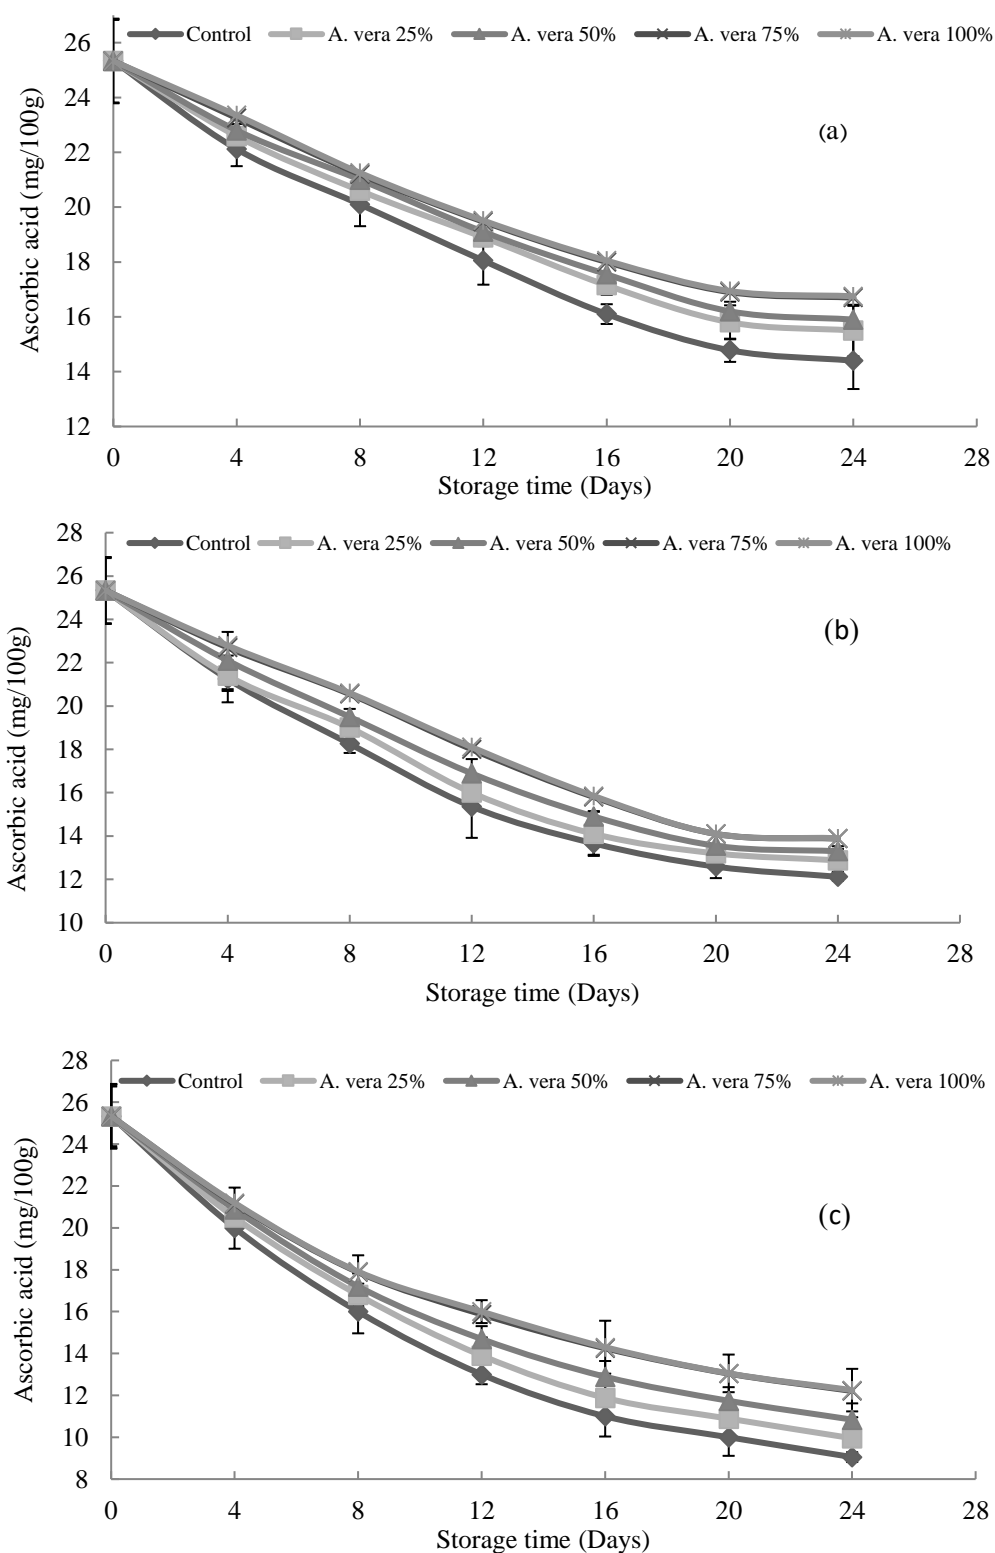 Control A. vera 25% A. vera 50% A. vera 75% A. vera 100%
26
24
22
20
18
16
14
12
Ascorbic acid (mg/100g)
(a)
0 4 8 12 16 20 24 28
Storage time (Days)
28
Control A. vera 25% A. vera 50% A. vera 75% A. vera 100%
26
24
22
20
18
16
14
12
10
Ascorbic acid (mg/100g)
(b)
0 4 8 12 16 20 24 28
Storage time (Days)
28
Control A. vera 25% A. vera 50% A. vera 75% A. vera 100%
26
24
22
20
18
16
14
12
10
8
Ascorbic acid (mg/100g)
(c)
0 4 8 12 16 20 24 28
Storage time (Days)